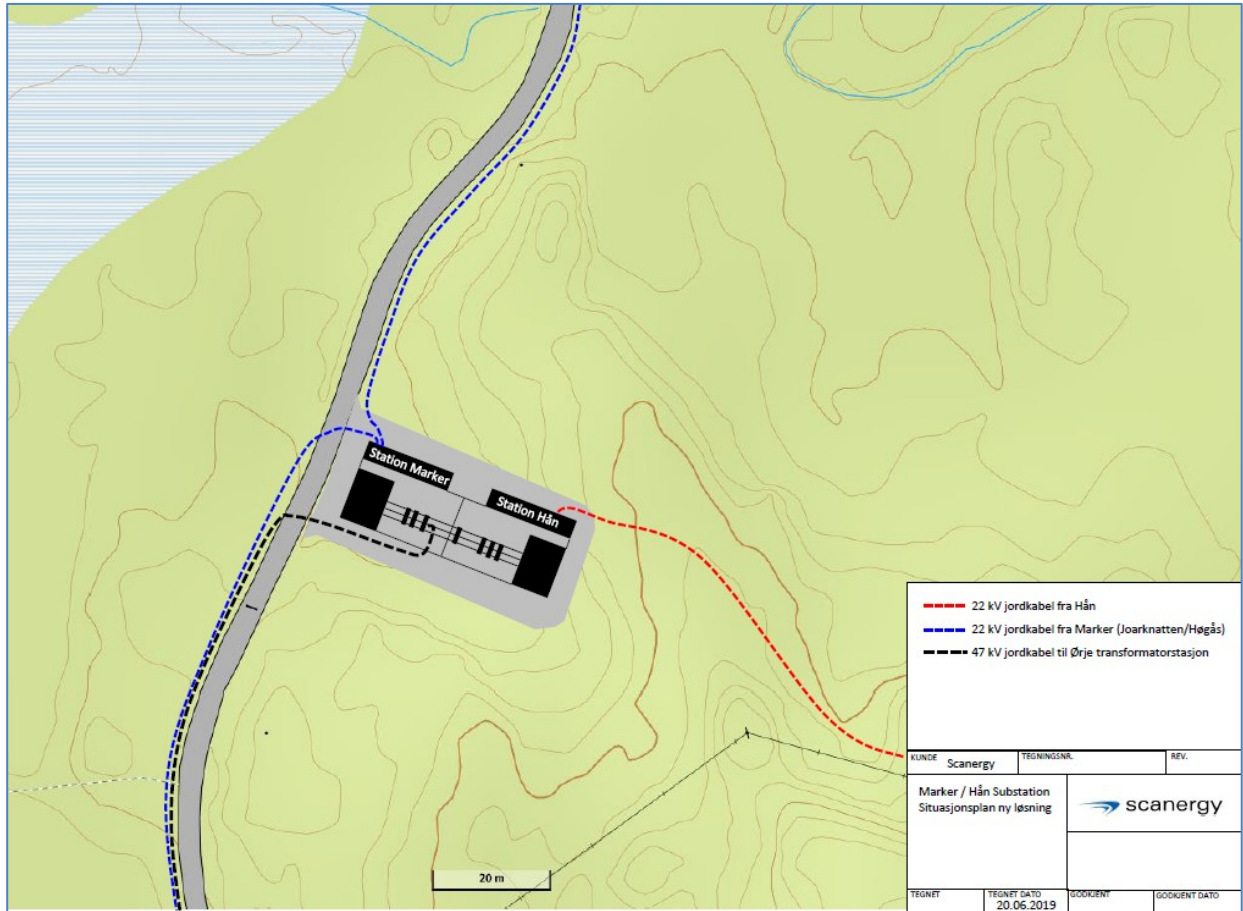 Station Marker
Station Hån
22 kV jordkabel fra Hån
22 kV jordkabel fra Marker (Joarknatten/Høgås)
47 kV jordkabel til Ørje transformatorstasjon
KUNDE Scanergy TEGNINGSNR. REV.
Marker / Hån Substation
Situasjonsplan ny løsning
scanergy
20 m
TEGNET TEGNET DATO GODKJENT GODKJENT DATO
20.06.2019